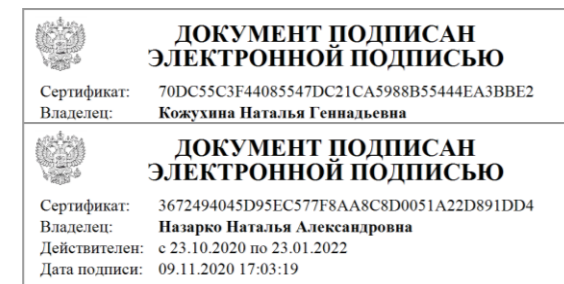 ДОКУМЕНТ ПОДПИСАН
ЭЛЕКТРОННОЙ ПОДПИСЬЮ
Сертификат: 70DC55C3F44085547DC21CA5988B55444EA3BBE2
Владелец: Кожухина Наталья Геннадьевна
ДОКУМЕНТ ПОДПИСАН
ЭЛЕКТРОННОЙ ПОДПИСЬЮ
Сертификат: 3672494045D95EC577F8AA8C8D0051A22D891DD4
Владелец: Назарко Наталья Александровна
Действителен: с 23.10.2020 по 23.01.2022
Дата подписи: 09.11.2020 17:03:19